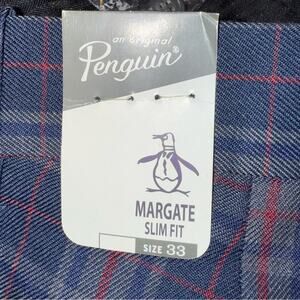 an original
Penguin®
MARGATE
SLIM FIT
SIZE 33